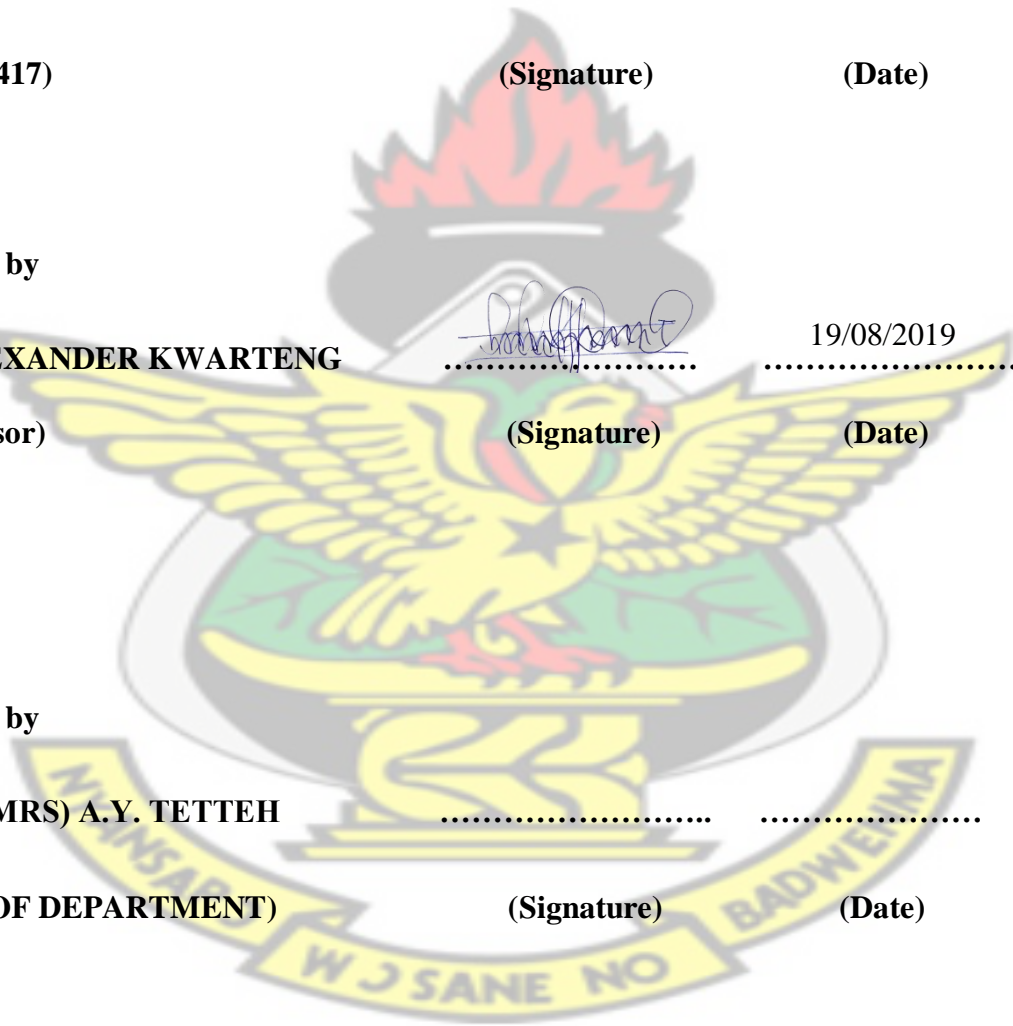 417) (Signature) (Date)
by
EXANDER KWARTENG …………………… 19/08/2019 ……………………
sor) (Signature) (Date)
by
MRS) A.Y. TETTEH …………………….. …………………
OF DEPARTMENT) (Signature) (Date)
NYANSAPƆ W Ɔ SANE NO BADWENMA